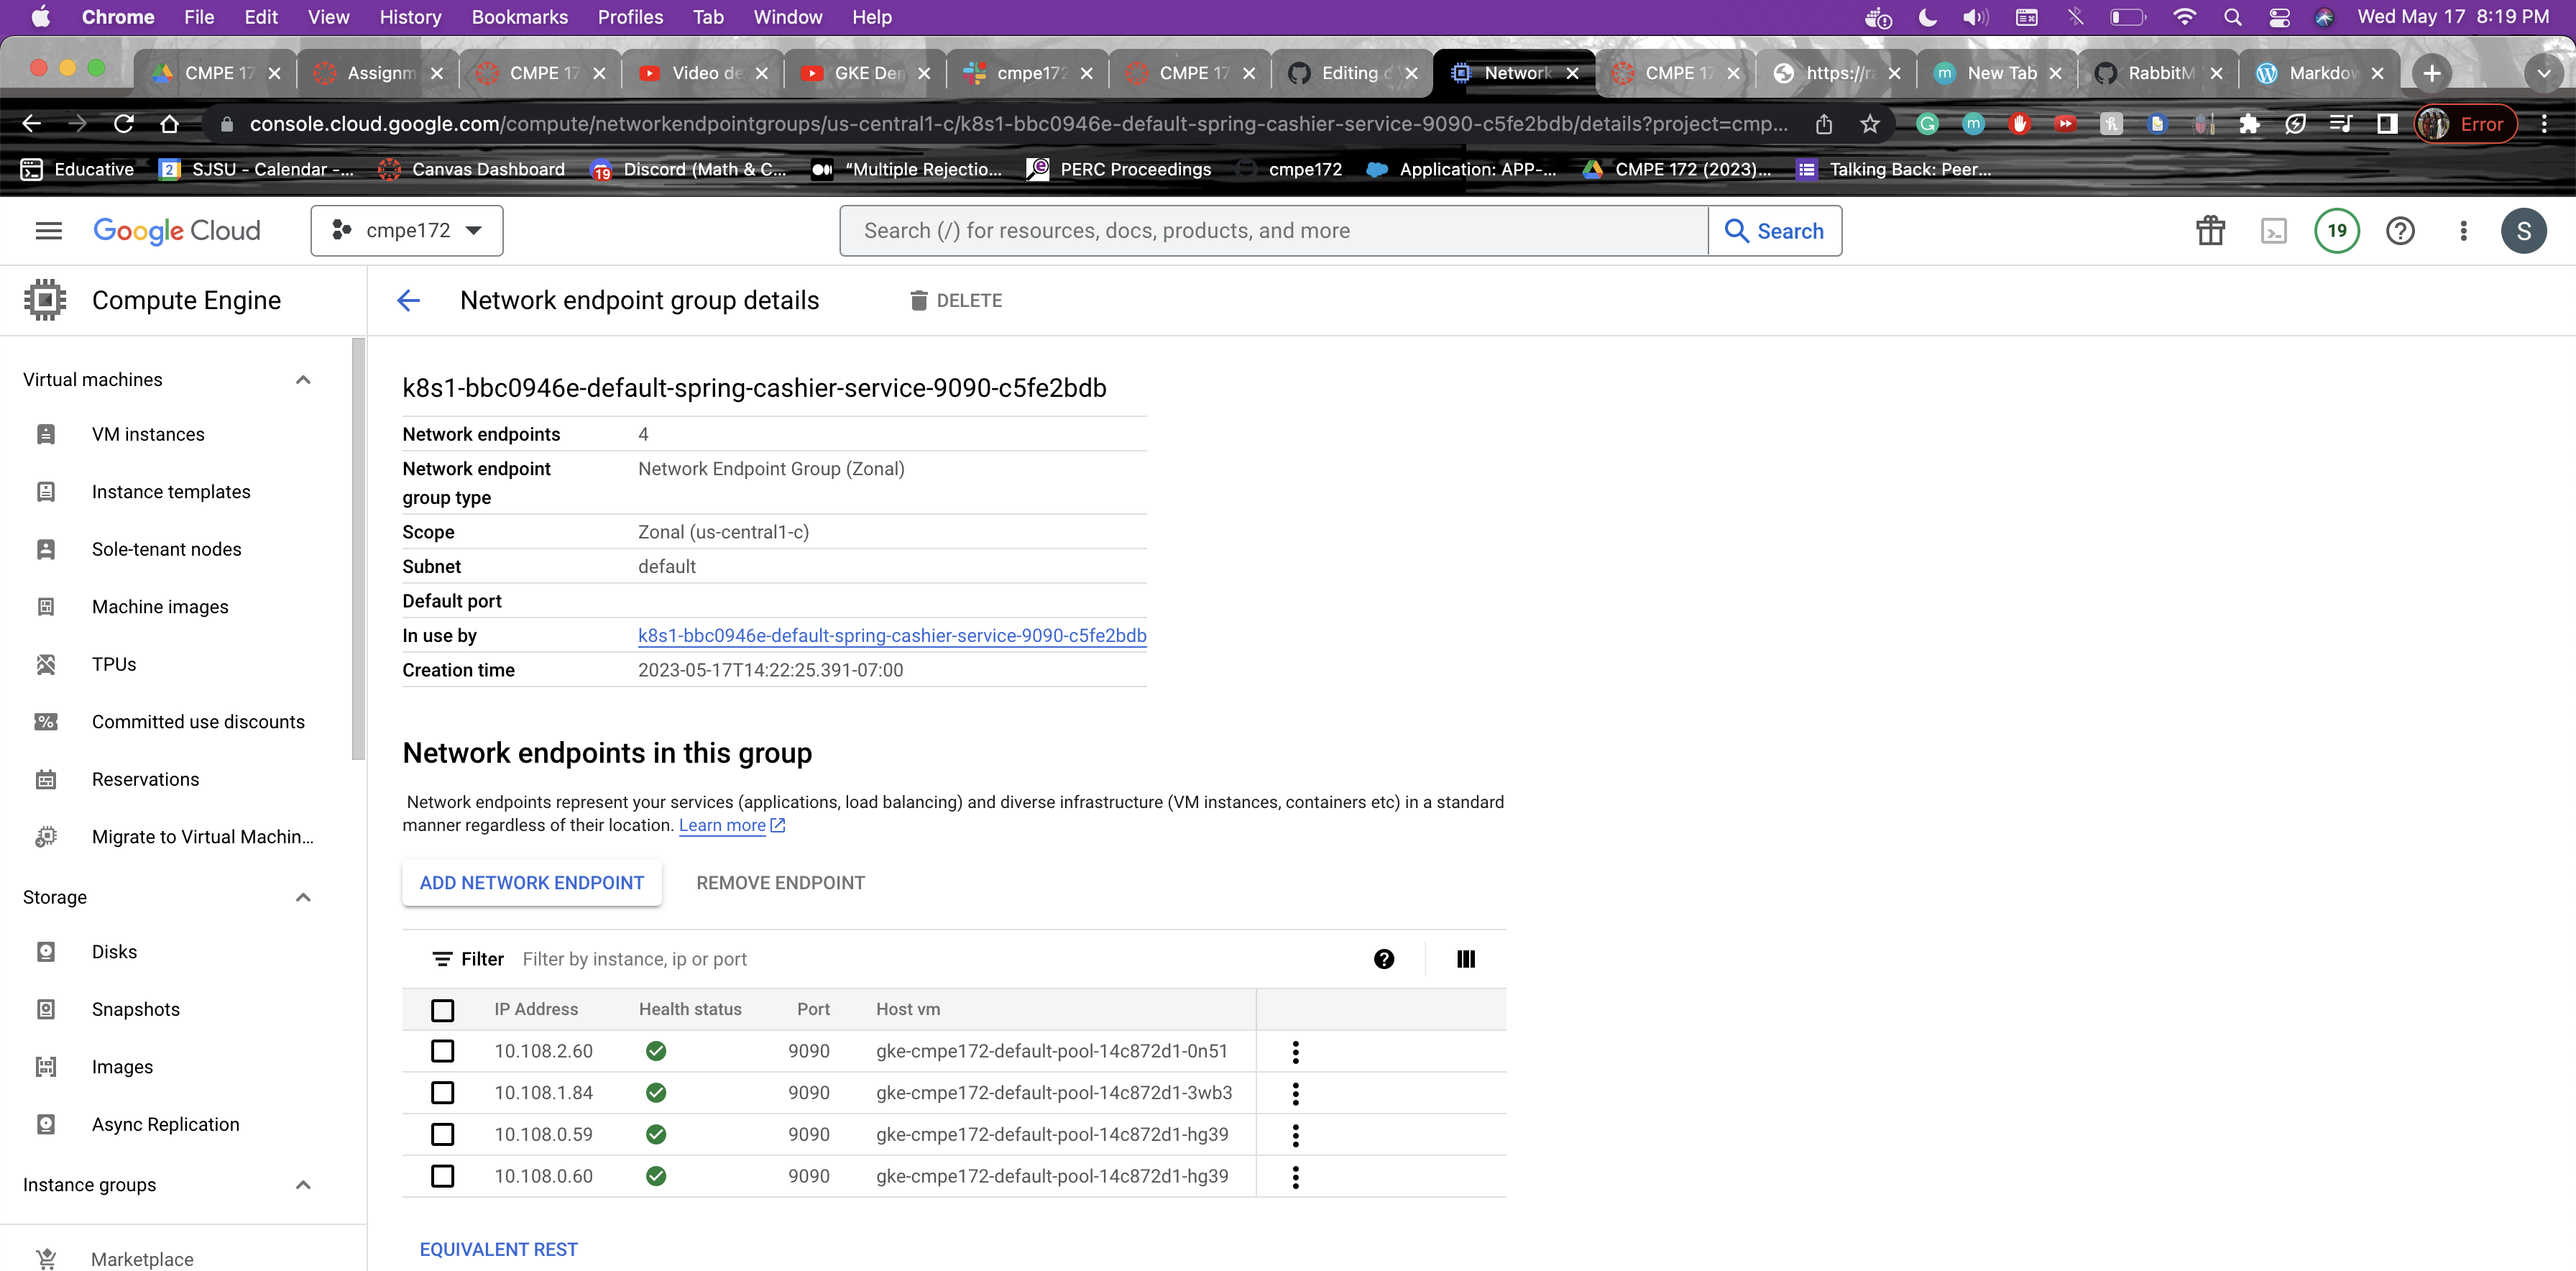 Chrome File Edit View History Bookmarks Profiles Tab Window Help Wed May 17 8:19 PM
CMPE 17 Assignm CMPE 17 Video de GKE Den cmpe172 CMPE 17 Editing Network CMPE 17 https://ra New Tab RabbitM Markdov
console.cloud.google.com/compute/networkendpointgroups/us-central1-c/k8s1-bbc0946e-default-spring-cashier-service-9090-c5fe2bdb/details?project=cmp... Error
Educative SJSU - Calendar -... Canvas Dashboard 19 Discord (Math & C... “Multiple Rejectio... PERC Proceedings cmpe172 Application: APP-... CMPE 172 (2023)... Talking Back: Peer...
Google Cloud cmpe172 Search (/) for resources, docs, products, and more Search 19 S
Compute Engine
Network endpoint group details DELETE
Virtual machines
VM instances
Instance templates
Sole-tenant nodes
Machine images
TPUs
Committed use discounts
Reservations
Migrate to Virtual Machin...
Storage
Disks
Snapshots
Images
Async Replication
Instance groups
Marketplace
k8s1-bbc0946e-default-spring-cashier-service-9090-c5fe2bdb
Network endpoints 4
Network endpoint group type Network Endpoint Group (Zonal)
Scope Zonal (us-central1-c)
Subnet default
Default port
In use by k8s1-bbc0946e-default-spring-cashier-service-9090-c5fe2bdb
Creation time 2023-05-17T14:22:25.391-07:00
Network endpoints in this group
Network endpoints represent your services (applications, load balancing) and diverse infrastructure (VM instances, containers etc) in a standard
manner regardless of their location. Learn more
ADD NETWORK ENDPOINT REMOVE ENDPOINT
Filter Filter by instance, ip or port
IP Address Health status Port Host vm
10.108.2.60 9090 gke-cmpe172-default-pool-14c872d1-0n51
10.108.1.84 9090 gke-cmpe172-default-pool-14c872d1-3wb3
10.108.0.59 9090 gke-cmpe172-default-pool-14c872d1-hg39
10.108.0.60 9090 gke-cmpe172-default-pool-14c872d1-hg39
EQUIVALENT REST